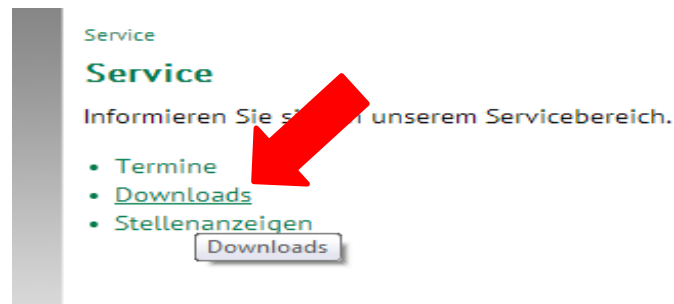 Service
Service
Informieren Sie unserem Servicebereich.
• Termine
• Downloads
• Stellenanzeigen
Downloads